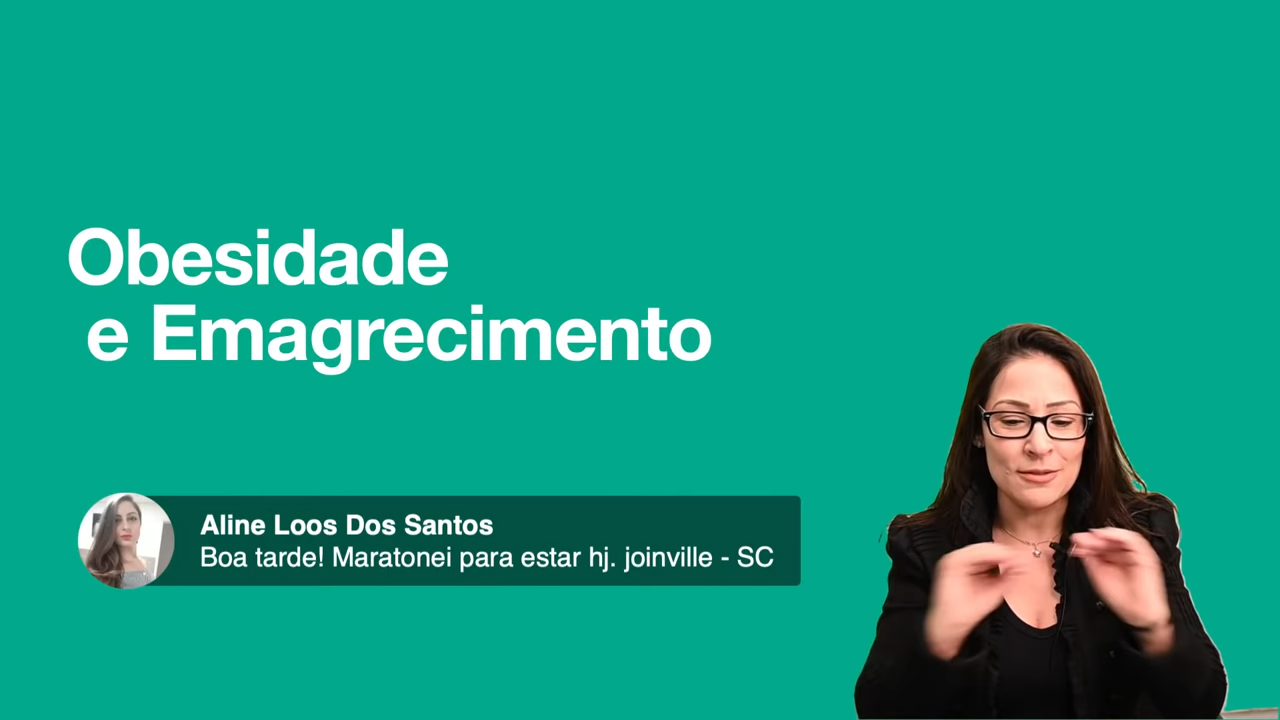 Obesidade
e Emagrecimento
Aline Loos Dos Santos
Boa tarde! Maratonei para estar hj. joinville - SC